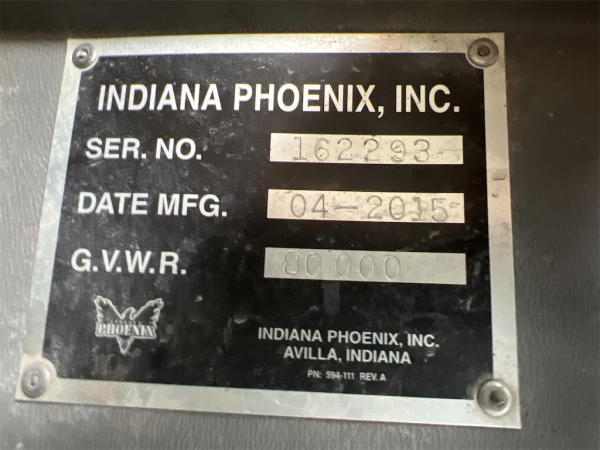 INDIANA PHOENIX, INC.
SER. NO. 162293
DATE MFG. 04-2015
G.V.W.R. 80000
PHOENIX
INDIANA PHOENIX, INC.
AVILLA, INDIANA
PN: 594-111 REV. A